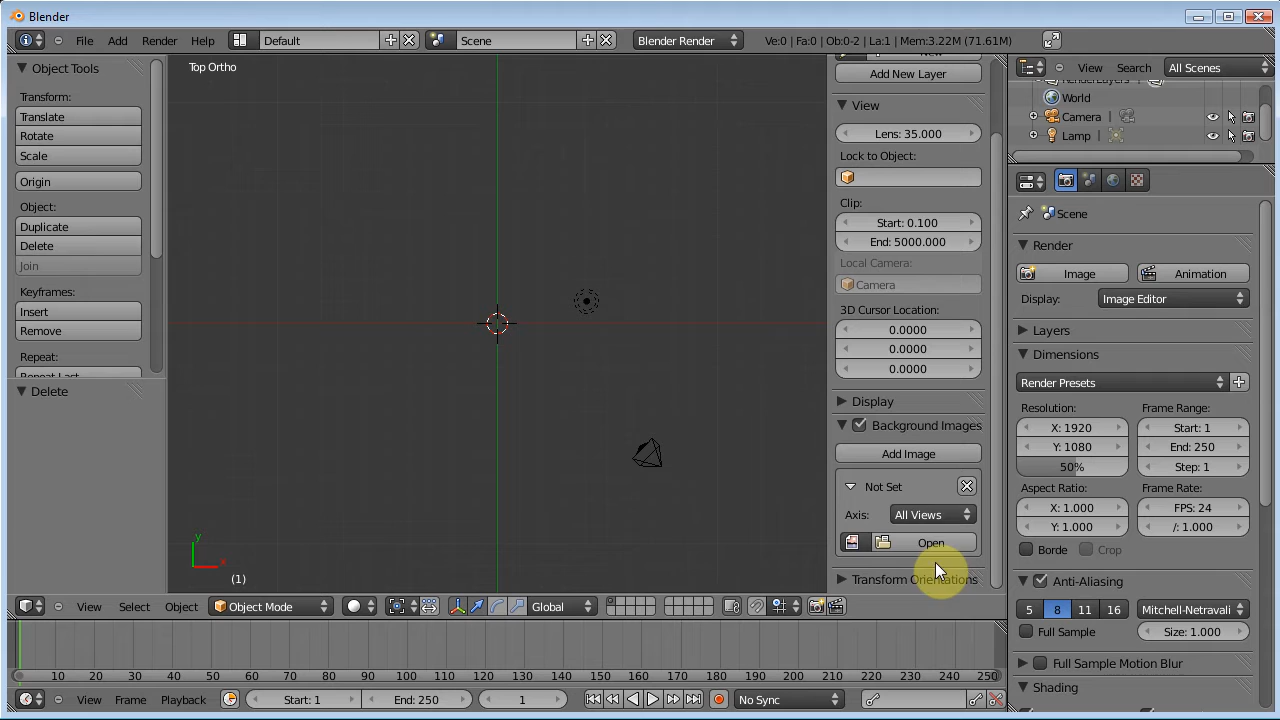 Blender
File Add Render Help Default Scene Blender Render Ve:0 | Fa:0 | Ob:0-2 | La:1 | Mem:3.22M (71.61M)
Object Tools
Transform:
Translate
Rotate
Scale
Origin
Object:
Duplicate
Delete
Join
Keyframes:
Insert
Remove
Repeat:
Repeat Last
Delete
Top Ortho
y
x
(1)
New
Add New Layer
View
Lens: 35.000
Lock to Object:
Clip:
Start: 0.100
End: 5000.000
Local Camera:
Camera
3D Cursor Location:
0.0000
0.0000
0.0000
Display
Background Images
Add Image
Not Set
Axis: All Views
Open
Transform Orientations
View Search All Scenes
RenderLayers
World
Camera
Lamp
Scene
Render
Image Animation
Display: Image Editor
Layers
Dimensions
Render Presets
Resolution: Frame Range:
X: 1920 Start: 1
Y: 1080 End: 250
50% Step: 1
Aspect Ratio: Frame Rate:
X: 1.000 FPS: 24
Y: 1.000 /: 1.000
Borde Crop
Anti-Aliasing
5 8 11 16 Mitchell-Netravali
Full Sample Size: 1.000
Full Sample Motion Blur
Shading
View Select Object Object Mode Global
10 20 30 40 50 60 70 80 90 100 110 120 130 140 150 160 170 180 190 200 210 220 230 240 250
View Frame Playback Start: 1 End: 250 1 No Sync